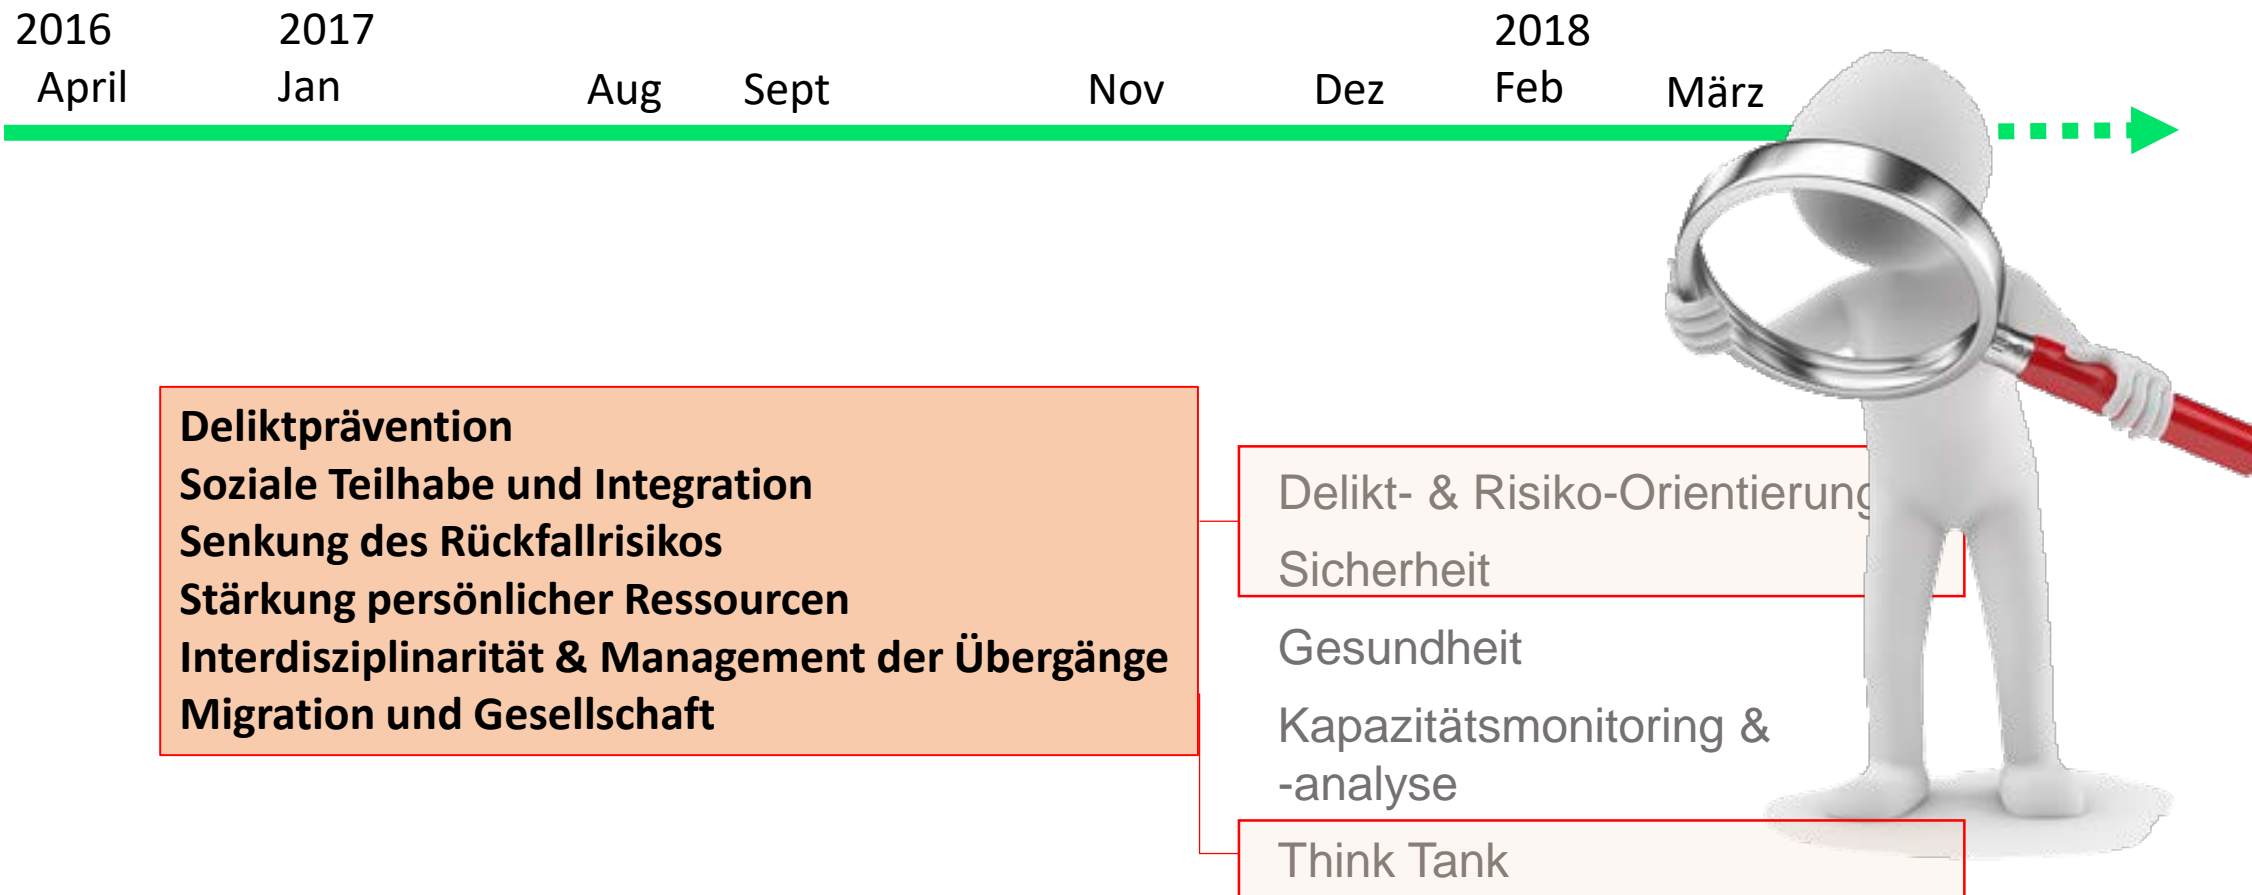 2016
2017
2018
April
Jan
Aug
Sept
Nov
Dez
Feb
März
Deliktprävention
Soziale Teilhabe und Integration
Senkung des Rückfallrisikos
Stärkung persönlicher Ressourcen
Interdisziplinarität & Management der Übergänge
Migration und Gesellschaft
Delikt- & Risiko-Orientierung
Sicherheit
Gesundheit
Kapazitätsmonitoring &
-analyse
Think Tank